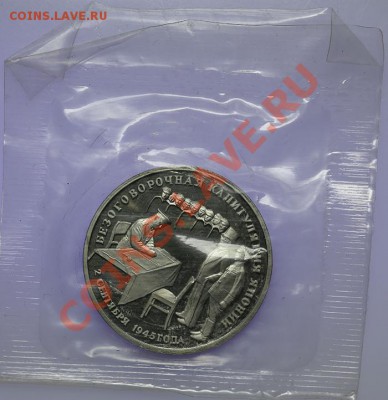 COINS.LAVE.RU
COINS.LAVE.RU
БЕЗОГОВОРОЧНАЯ КАПИТУЛЯЦИЯ ЯПОНИИ
2 СЕНТЯБРЯ 1945 ГОДА